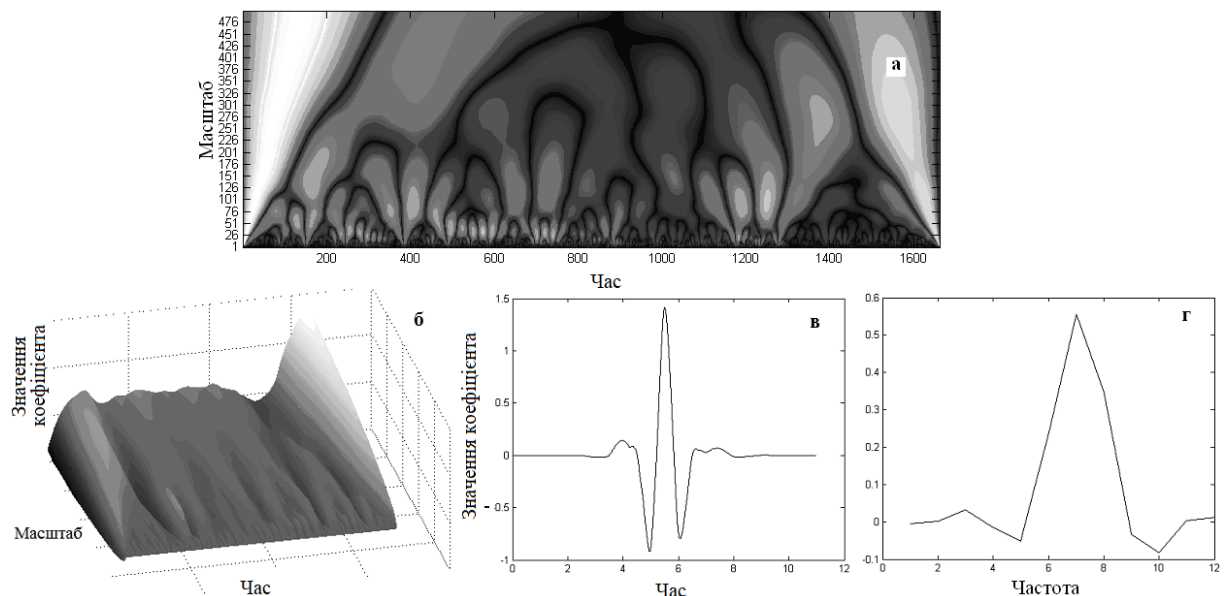 476
451
426
401
376
351
326
301
276
251
226
201
176
151
126
101
76
51
26
1
Масштаб
а
200 400 600 800 1000 1200 1400 1600
Час
Значення
коефіцієнта
б
Масштаб
Час
1.5
1
0.5
0
-0.5
-1
Значення коефіцієнта
в
0 2 4 6 8 10 12
Час
0.6
0.5
0.4
0.3
0.2
0.1
0
-0.1
г
0 2 4 6 8 10 12
Частота